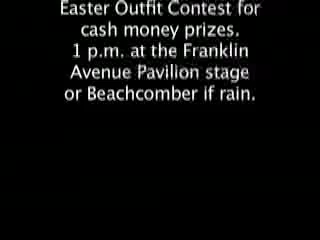 Easter Outfit Contest for
cash money prizes.
1 p.m. at the Franklin
Avenue Pavilion stage
or Beachcomber if rain.